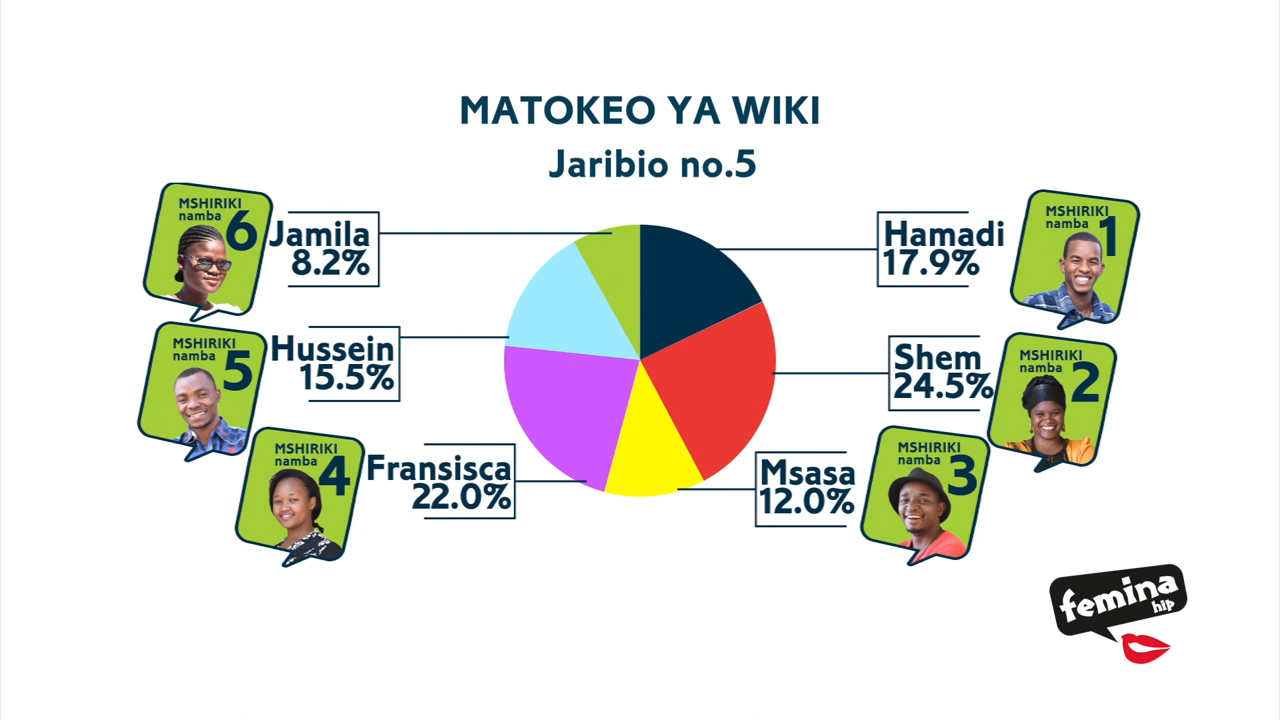 MATOKEO YA WIKI
Jaribio no.5
MSHIRIKI
namba 6
Jamila
8.2%
MSHIRIKI
namba 1
Hamadi
17.9%
MSHIRIKI
namba 5
Hussein
15.5%
MSHIRIKI
namba 2
Shem
24.5%
MSHIRIKI
namba 4
Fransisca
22.0%
MSHIRIKI
namba 3
Msasa
12.0%
femina
hip